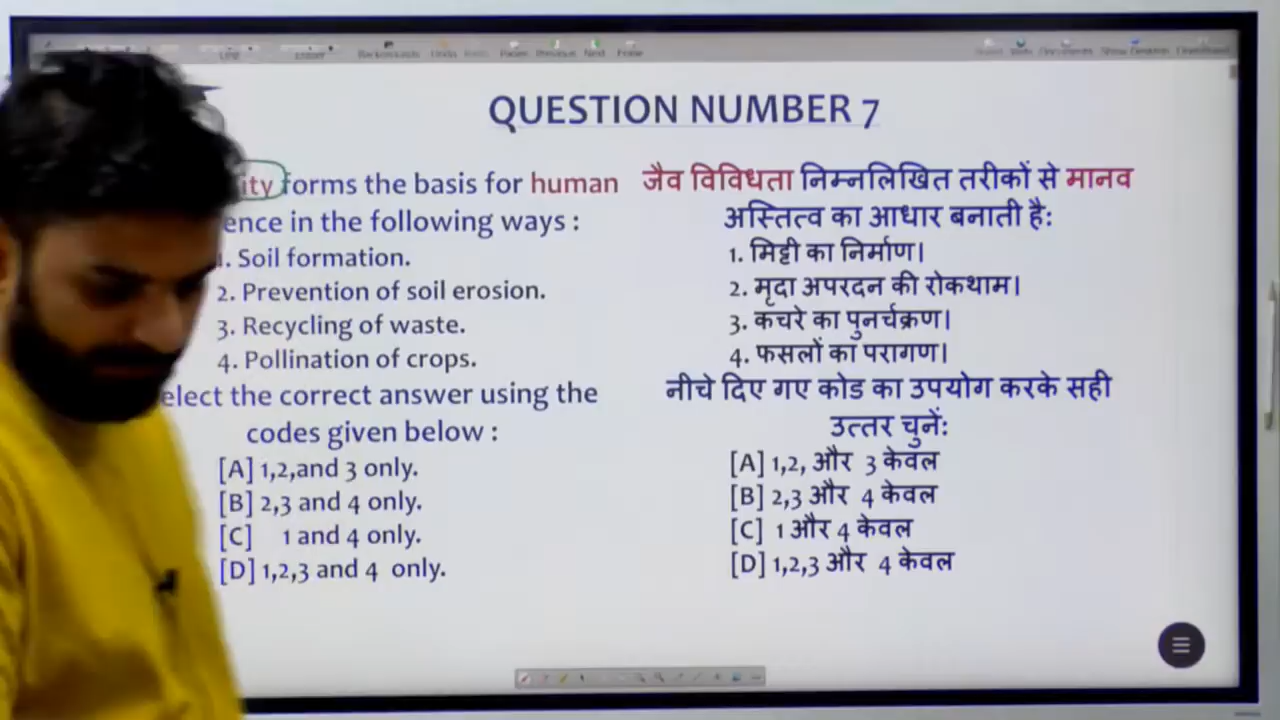 QUESTION NUMBER 7
forms the basis for human
in the following ways :
1. Soil formation.
2. Prevention of soil erosion.
3. Recycling of waste.
4. Pollination of crops.
the correct answer using the
codes given below :
[A] 1,2,and 3 only.
[B] 2,3 and 4 only.
[C] 1 and 4 only.
[D] 1,2,3 and 4 only.
जैव विविधता निम्नलिखित तरीकों से मानव
अस्तित्व का आधार बनाती है:
1. मिट्टी का निर्माण।
2. मृदा अपरदन की रोकथाम।
3. कचरे का पुनर्चक्रण।
4. फसलों का परागण।
नीचे दिए गए कोड का उपयोग करके सही
उत्तर चुनें:
[A] 1,2, और 3 केवल
[B] 2,3 और 4 केवल
[C] 1 और 4 केवल
[D] 1,2,3 और 4 केवल